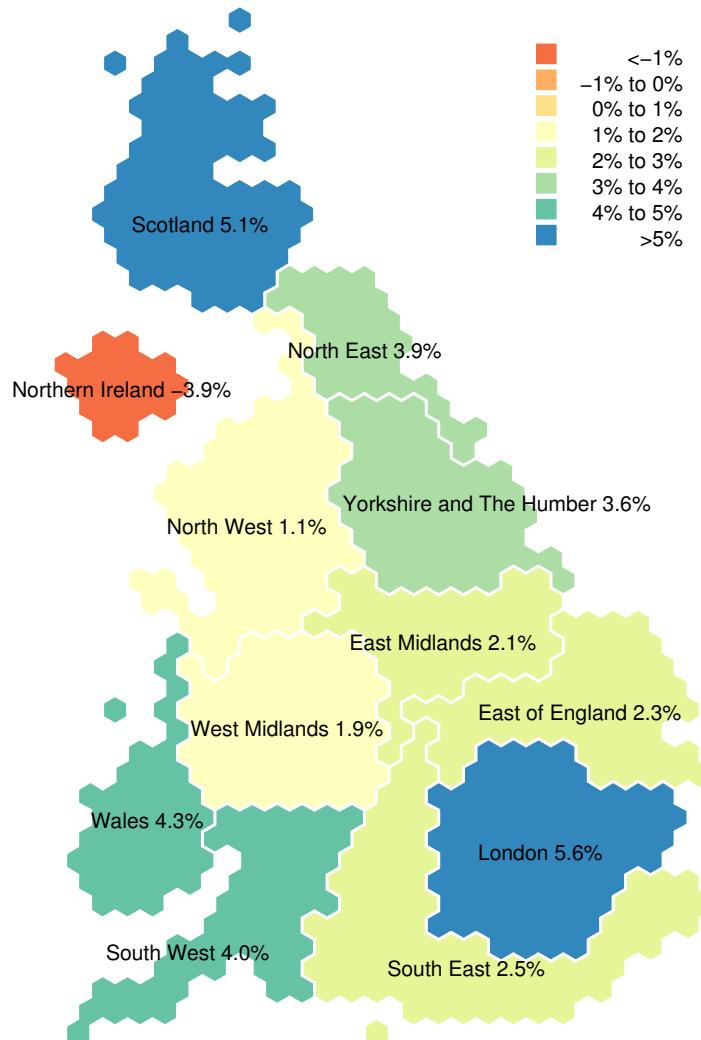 <−1%
−1% to 0%
0% to 1%
1% to 2%
2% to 3%
3% to 4%
4% to 5%
>5%
Scotland 5.1%
North East 3.9%
Northern Ireland −3.9%
Yorkshire and The Humber 3.6%
North West 1.1%
East Midlands 2.1%
East of England 2.3%
West Midlands 1.9%
Wales 4.3%
London 5.6%
South West 4.0%
South East 2.5%